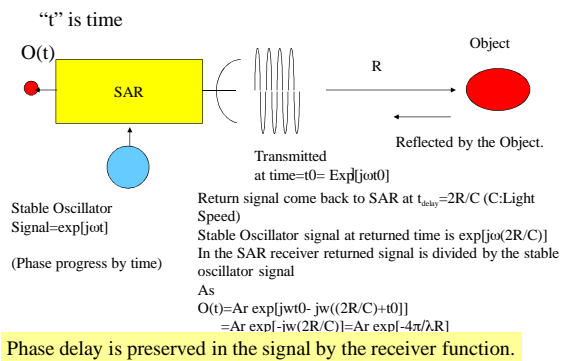 “t” is time
O(t)
SAR
R
Object
Reflected by the Object.
Transmitted
at time=t0= Exp[jωt0]
Stable Oscillator
Signal=exp[jωt]
(Phase progress by time)
Return signal come back to SAR at tdelay=2R/C (C:Light
Speed)
Stable Oscillator signal at returned time is exp[jω(2R/C)]
In the SAR receiver returned signal is divided by the stable
oscillator signal
As
O(t)=Ar exp[jwt0- jw((2R/C)+t0]]
=Ar exp[-jw(2R/C)]=Ar exp[-4π/λR]
Phase delay is preserved in the signal by the receiver function.